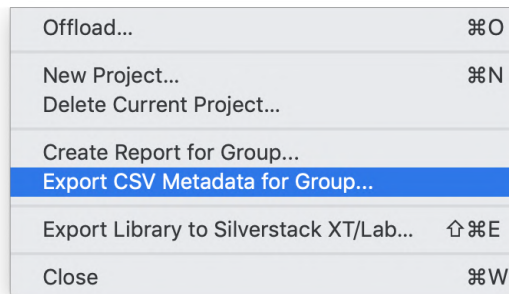 Offload... ⌘O
New Project... ⌘N
Delete Current Project...
Create Report for Group...
Export CSV Metadata for Group...
Export Library to Silverstack XT/Lab... ⇧⌘E
Close ⌘W